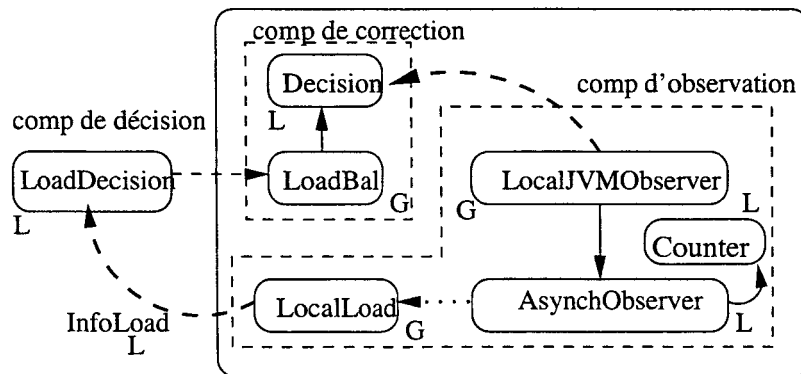 comp de correction
Decision
L
comp d'observation
comp de décision
LoadDecision
L
LoadBal
G
LocalJVMObserver
G
L
Counter
InfoLoad
L
LocalLoad
G
AsynchObserver
L